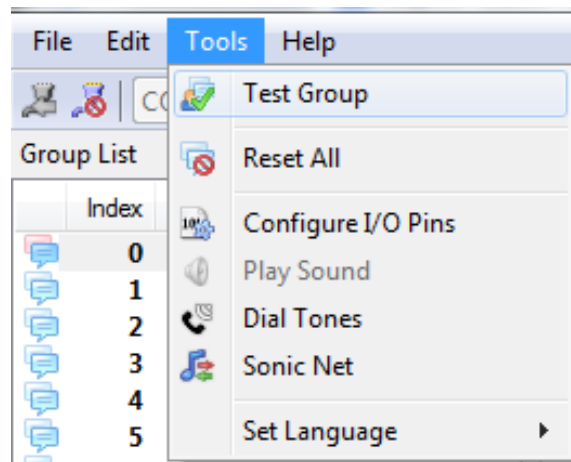 File Edit Tools Help
Test Group
Group List
Reset All
Index
Configure I/O Pins
0
Play Sound
1
Dial Tones
2
Sonic Net
3
4
Set Language
5